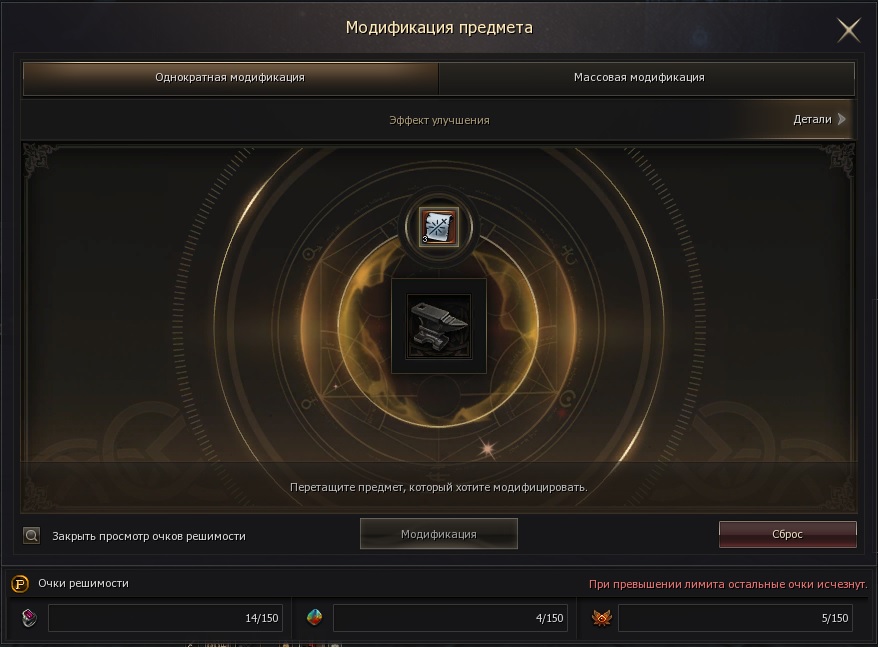 Модификация предмета
Однократная модификация
Массовая модификация
Эффект улучшения
Детали
3
Перетащите предмет, который хотите модифицировать.
Закрыть просмотр очков решимости
Модификация
Сброс
P Очки решимости
При превышении лимита остальные очки исчезнут.
14/150
4/150
5/150